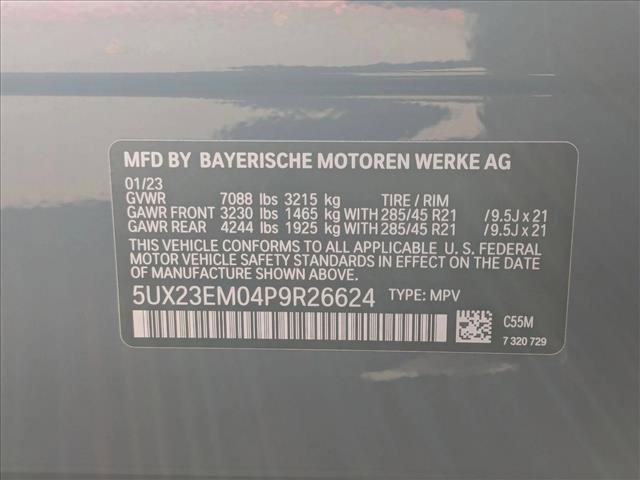 MFD BY BAYERISCHE MOTOREN WERKE AG
01/23
GVWR 7088 lbs 3215 kg TIRE / RIM
GAWR FRONT 3230 lbs 1465 kg WITH 285/45 R21 /9.5J x 21
GAWR REAR 4244 lbs 1925 kg WITH 285/45 R21 /9.5J x 21
THIS VEHICLE CONFORMS TO ALL APPLICABLE U. S. FEDERAL
MOTOR VEHICLE SAFETY STANDARDS IN EFFECT ON THE DATE
OF MANUFACTURE SHOWN ABOVE.
5UX23EM04P9R26624 TYPE: MPV
C55M
7 320 729